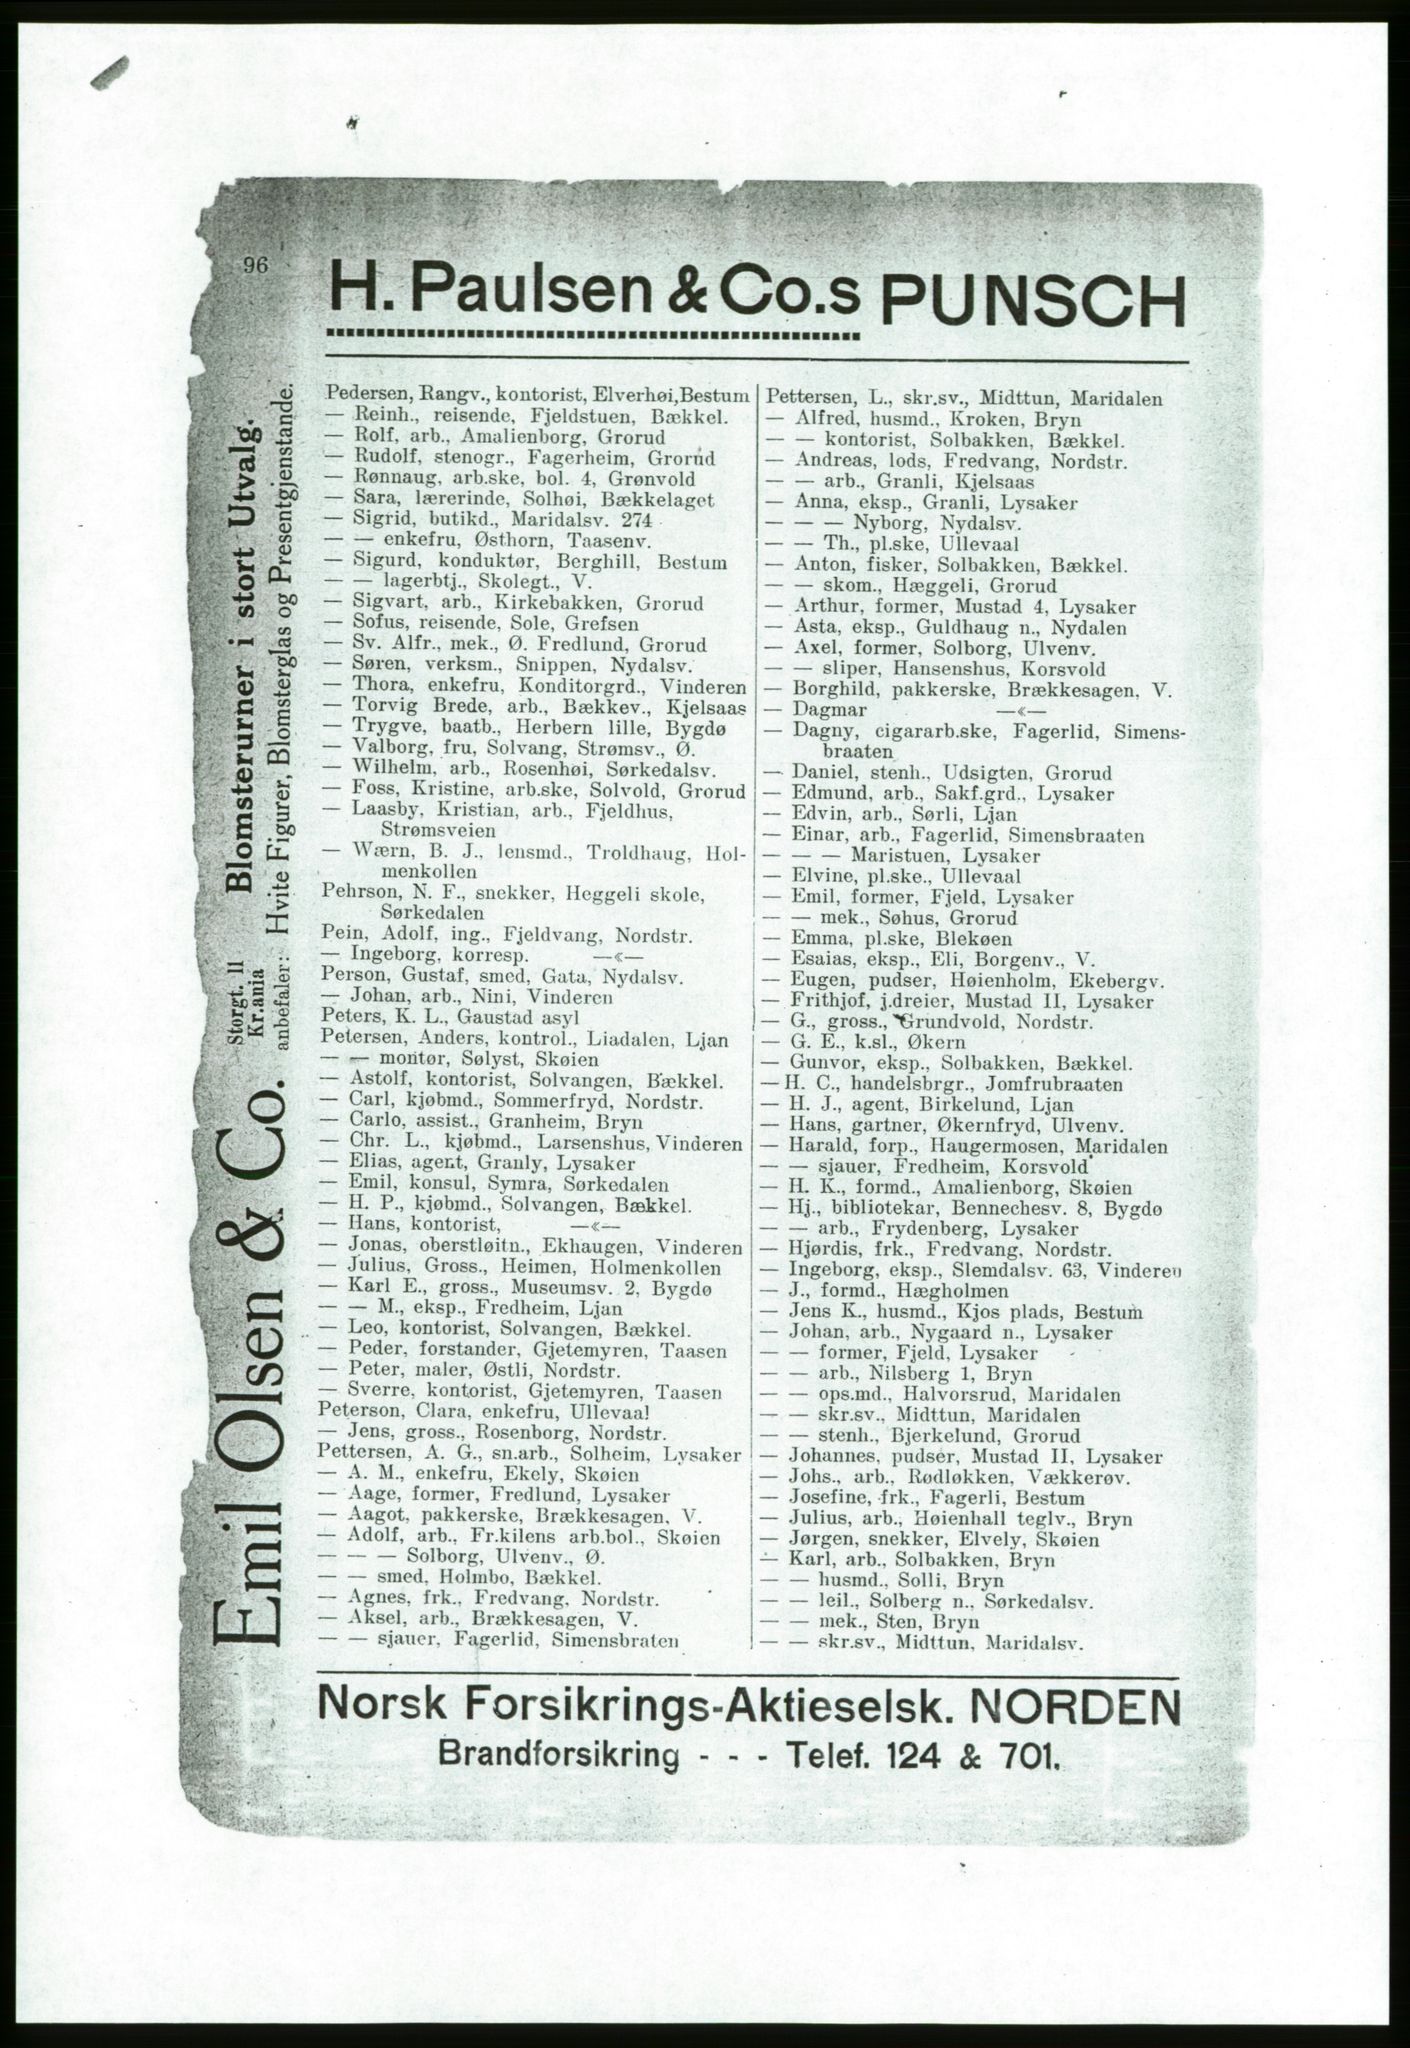 96
H. Paulsen & Co.s PUNSCH
Emil Olsen & Co. Storgt. 11 Blomsterurner i stort Utvalg.
Kr.ania
anbefaler: Hvite Figurer, Blomsterglas og Presentgjenstande.
Pedersen, Rangv., kontorist, Elverhøi, Bestum
— Reinh., reisende, Fjeldstuen, Bækkel.
— Rolf, arb., Amalienborg, Grorud
— Rudolf, stenogr., Fagerheim, Grorud
— Rønnaug, arb.ske, bol. 4, Grønvold
— Sara, lærerinde, Solhøi, Bækkelaget
— Sigrid, butikd., Maridalsv. 274
— — enkefru, Østhorn, Taasenv.
— Sigurd, konduktør, Berghill, Bestum
— — lagerbtj., Skolegt., V.
— Sigvart, arb., Kirkebakken, Grorud
— Sofus, reisende, Sole, Grefsen
— Sv. Alfr., mek., Ø. Fredlund, Grorud
— Søren, verksm., Snippen, Nydalsv.
— Thora, enkefru, Konditorgrd., Vinderen
— Torvig Brede, arb., Bækkev., Kjelsaas
— Trygve, baatb., Herbern lille, Bygdø
— Valborg, fru, Solvang, Strømsv., Ø.
— Wilhelm, arb., Rosenhøi, Sørkedalsv.
— Foss, Kristine, arb.ske, Solvold, Grorud
— Laasby, Kristian, arb., Fjeldhus,
Strømsveien
— Wærn, B. J., lensmd., Troldhaug, Hol-
menkollen
Pehrson, N. F., snekker, Heggeli skole,
Sørkedalen
Pein, Adolf, ing., Fjeldvang, Nordstr.
— Ingeborg, korresp. —«—
Person, Gustaf, smed, Gata, Nydalsv.
— Johan, arb., Nini, Vinderen
Peters, K. L., Gaustad asyl
Petersen, Anders, kontrol., Liadalen, Ljan
— — montør, Sølyst, Skøien
— Astolf, kontorist, Solvangen, Bækkel.
— Carl, kjøbmd., Sommerfryd, Nordstr.
— Carlo, assist., Granheim, Bryn
— Chr. L., kjøbmd., Larsenshus, Vinderen
— Elias, agent, Granly, Lysaker
— Emil, konsul, Symra, Sørkedalen
— H. P., kjøbmd., Solvangen, Bækkel.
— Hans, kontorist, —«—
— Jonas, oberstløitn., Ekhaugen, Vinderen
— Julius, Gross., Heimen, Holmenkollen
— Karl E., gross., Museumsv. 2, Bygdø
— — M., eksp., Fredheim, Ljan
— Leo, kontorist, Solvangen, Bækkel.
— Peder, forstander, Gjetemyren, Taasen
— Peter, maler, Østli, Nordstr.
— Sverre, kontorist, Gjetemyren, Taasen
Peterson, Clara, enkefru, Ullevaal
— Jens, gross., Rosenborg, Nordstr.
Pettersen, A. G., sn.arb., Solheim, Lysaker
— A. M., enkefru, Ekely, Skøien
— Aage, former, Fredlund, Lysaker
— Aagot, pakkerske, Brækkesagen, V.
— Adolf, arb., Fr.kilens arb.bol., Skøien
— — — Solborg, Ulvenv., Ø.
— — smed, Holmbo, Bækkel.
— Agnes, frk., Fredvang, Nordstr.
— Aksel, arb., Brækkesagen, V.
— — sjauer, Fagerlid, Simensbraten
Pettersen, L., skr.sv., Midttun, Maridalen
— Alfred, husmd., Kroken, Bryn
— — kontorist, Solbakken, Bækkel.
— Andreas, lods, Fredvang, Nordstr.
— — arb., Granli, Kjelsaas
— Anna, eksp., Granli, Lysaker
— — — Nyborg, Nydalsv.
— — Th., pl.ske, Ullevaal
— Anton, fisker, Solbakken, Bækkel.
— — skom., Hæggeli, Grorud
— Arthur, former, Mustad 4, Lysaker
— Asta, eksp., Guldhaug n., Nydalen
— Axel, former, Solborg, Ulvenv.
— — sliper, Hansenshus, Korsvold
— Borghild, pakkerske, Brækkesagen, V.
— Dagmar —«—
— Dagny, cigararb.ske, Fagerlid, Simens-
braaten
— Daniel, stenh., Udsigten, Grorud
— Edmund, arb., Sakf.grd., Lysaker
— Edvin, arb., Sørli, Ljan
— Einar, arb., Fagerlid, Simensbraaten
— — — Maristuen, Lysaker
— Elvine, pl.ske., Ullevaal
— Emil, former, Fjeld, Lysaker
— — mek., Søhus, Grorud
— Emma, pl.ske, Blekøen
— Esaias, eksp., Eli, Borgenv., V.
— Eugen, pudser, Høienholm, Ekebergv.
— Frithjof, j.dreier, Mustad II, Lysaker
— G., gross., Grundvold, Nordstr.
— G. E., k.sl., Økern
— Gunvor, eksp., Solbakken, Bækkel.
— H. C., handelsbrgr., Jomfrubraaten
— H. J., agent, Birkelund, Ljan
— Hans, gartner, Økernfryd, Ulvenv.
— Harald, forp., Haugermosen, Maridalen
— — sjauer, Fredheim, Korsvold
— H. K., formd., Amalienborg, Skøien
— Hj., bibliotekar, Bennechesv. 8, Bygdø
— — arb., Frydenberg, Lysaker
— Hjørdis, frk., Fredvang, Nordstr.
— Ingeborg, eksp., Slemdalsv. 63, Vinderen
— J., formd., Hægholmen
— Jens K., husmd., Kjos plads, Bestum
— Johan, arb., Nygaard n., Lysaker
— — former, Fjeld, Lysaker
— — arb., Nilsberg 1, Bryn
— — ops.md., Halvorsrud, Maridalen
— — skr.sv., Midttun, Maridalen
— — stenh., Bjerkelund, Grorud
— Johannes, pudser, Mustad II, Lysaker
— Johs., arb., Rødløkken, Vækkerøv.
— Josefine, frk., Fagerli, Bestum
— Julius, arb., Høienhall teglv., Bryn
— Jørgen, snekker, Elvely, Skøien
— Karl, arb., Solbakken, Bryn
— — husmd., Solli, Bryn
— — leil., Solberg n., Sørkedalsv.
— — mek., Sten, Bryn
— — skr.sv., Midttun, Maridalsv.
Norsk Forsikrings-Aktieselsk. NORDEN
Brandforsikring - - - Telef. 124 & 701.